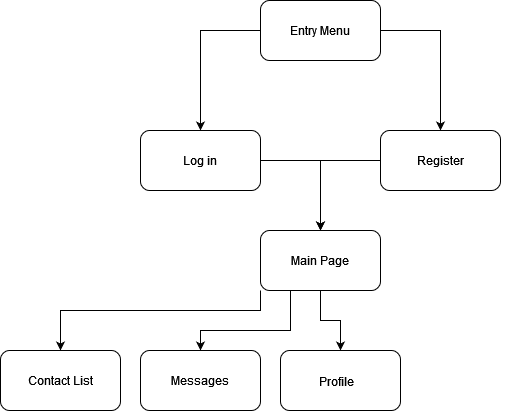 Entry Menu
Log in
Register
Main Page
Contact List
Messages
Profile